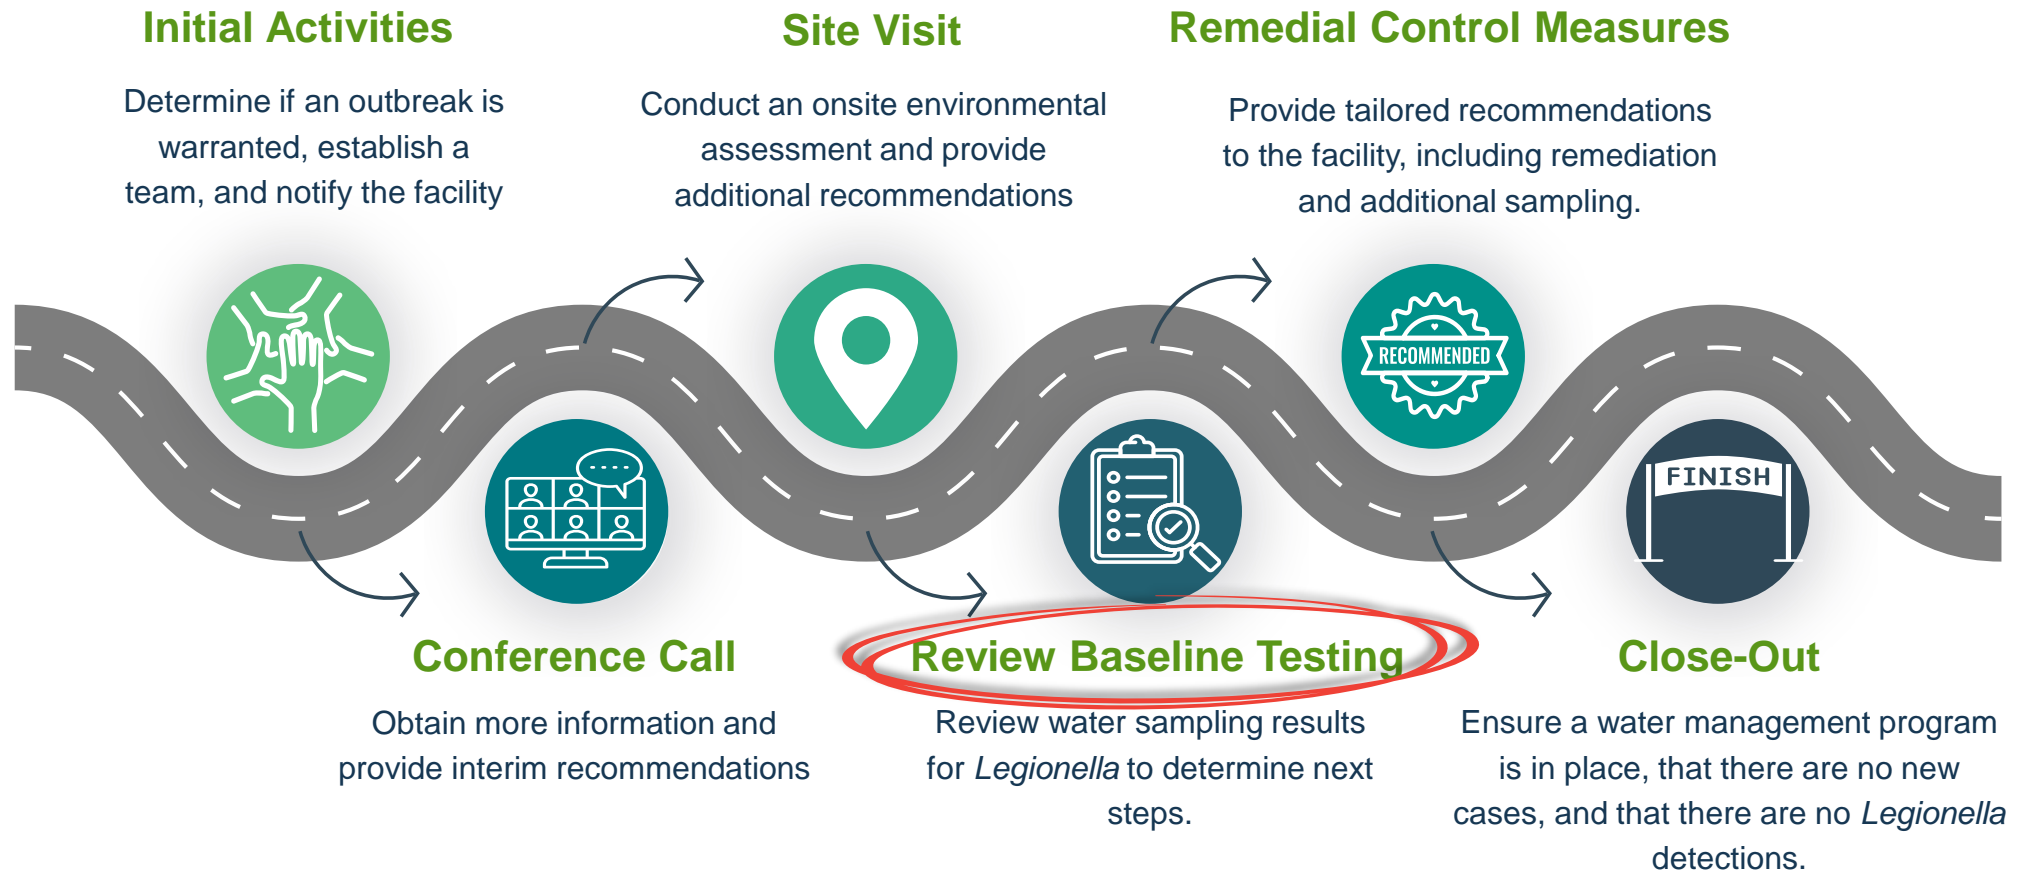 Initial Activities
Determine if an outbreak is
warranted, establish a
team, and notify the facility
Conference Call
Obtain more information and
provide interim recommendations
Site Visit
Conduct an onsite environmental
assessment and provide
additional recommendations
Review Baseline Testing
Review water sampling results
for Legionella to determine next
steps.
Remedial Control Measures
Provide tailored recommendations
to the facility, including remediation
and additional sampling.
RECOMMENDED
FINISH
Close-Out
Ensure a water management program
is in place, that there are no new
cases, and that there are no Legionella
detections.